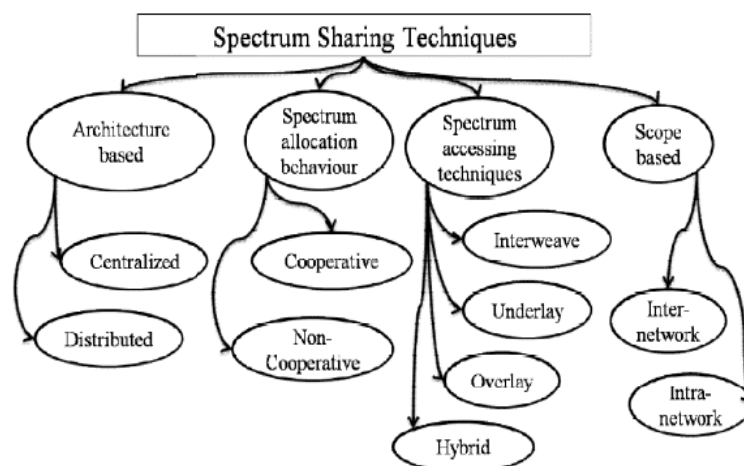 Spectrum Sharing Techniques
Architecture
based
Spectrum
allocation
behaviour
Spectrum
accessing
techniques
Scope
based
Centralized
Distributed
Cooperative
Non-
Cooperative
Interweave
Underlay
Overlay
Hybrid
Inter-
network
Intra-
network